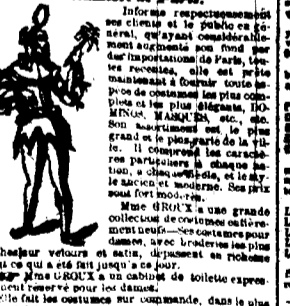 Informe respectueusement
ses clients et le public en gé-
néral, qu'ayant considérable-
ment augmenté son fond par
des importations de Paris, tou-
tes recentes, elle est prête
maintenant à fournir toute es-
pèce de costumes les plus com-
plets et les plus élégants, DO-
MINOS, MASQUES, etc., etc.
Son assortiment est le plus
grand et le plus varié de la vil-
le. Il comprend les caractè-
res particuliers à chaque na-
tion, à chaque siècle, et le sty-
le ancien et moderne. Ses prix
sont fort modérés.
Mme GROUX a une grande
collection de costumes entière-
ment neufs—Ses costumes pour
dames, avec broderies les plus
sur velours et satin, dépassent en richesse
ce qui a été fait jusqu'à ce jour.
Mme GROUX a un cabinet de toilette expres-
ment réservé pour les dames.
Elle fait les costumes sur commande, dans le plus